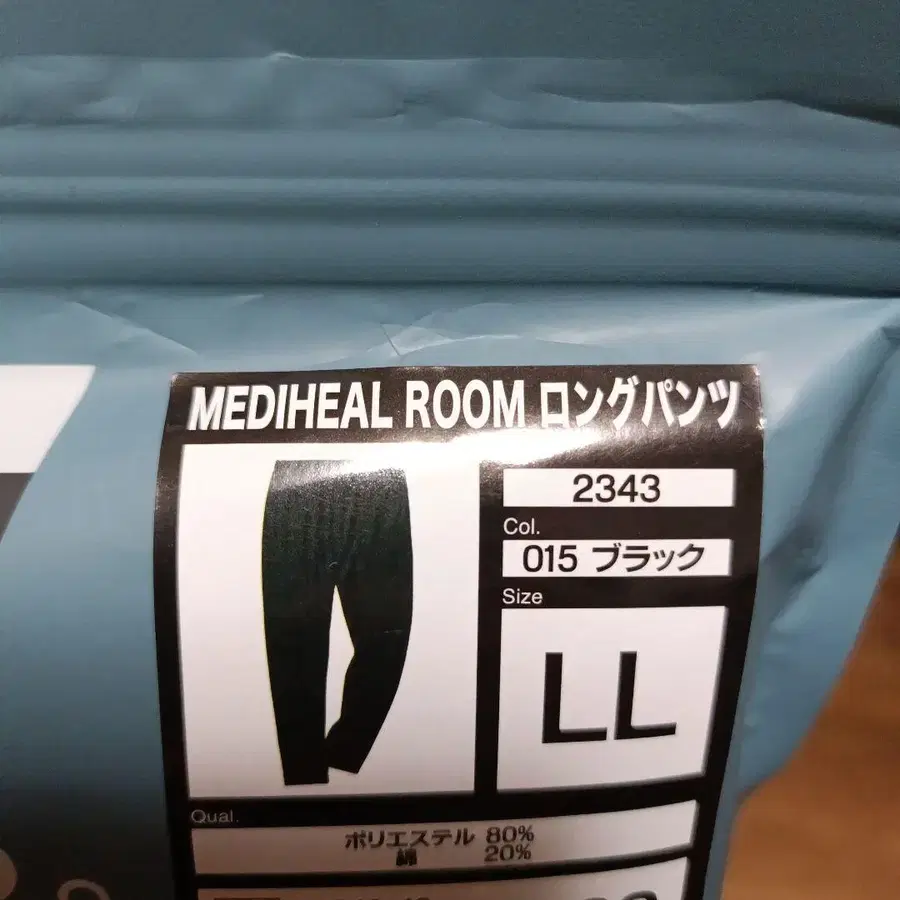 MEDIHEAL ROOM ロングパンツ
2343
Col.
015 ブラック
Size
LL
Qual.
ポリエステル 80%
綿 20%